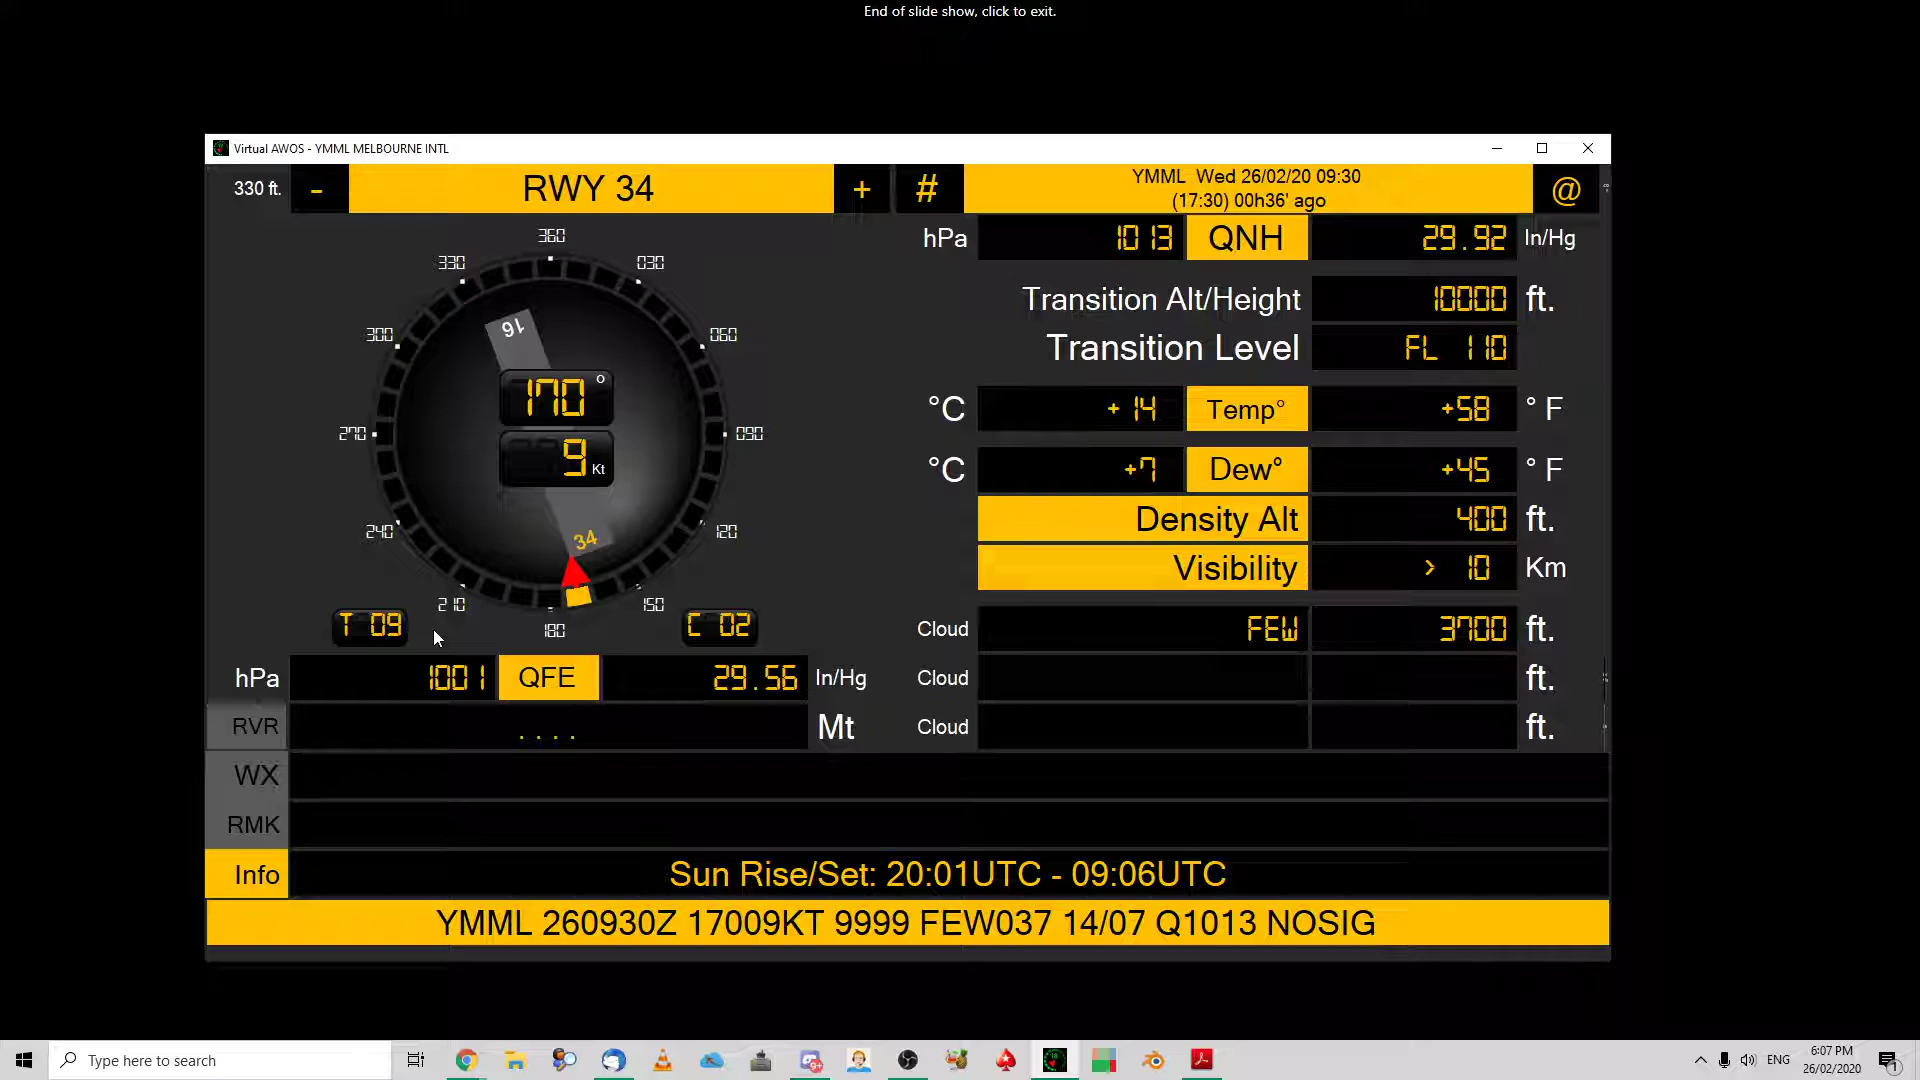 End of slide show, click to exit.
Virtual AWOS - YMML MELBOURNE INTL
330 ft. - RWY 34 + # YMML Wed 26/02/20 09:30 @
(17:30) 00h36' ago
hPa 1013 QNH 29.92 In/Hg
Transition Alt/Height 10000 ft.
Transition Level FL 110
°C +14 Temp° +58 °F
°C +7 Dew° +45 °F
Density Alt 400 ft.
Visibility > 10 Km
Cloud FEW 3700 ft.
Cloud ft.
Cloud ft.
360
330 030
300 060
270 090
240 120
210 150
180
16
170°
9 Kt
34
T 09 C 02
hPa 1001 QFE 29.56 In/Hg
RVR .... Mt
WX
RMK
Info Sun Rise/Set: 20:01UTC - 09:06UTC
YMML 260930Z 17009KT 9999 FEW037 14/07 Q1013 NOSIG
Type here to search
ENG
6:07 PM
26/02/2020